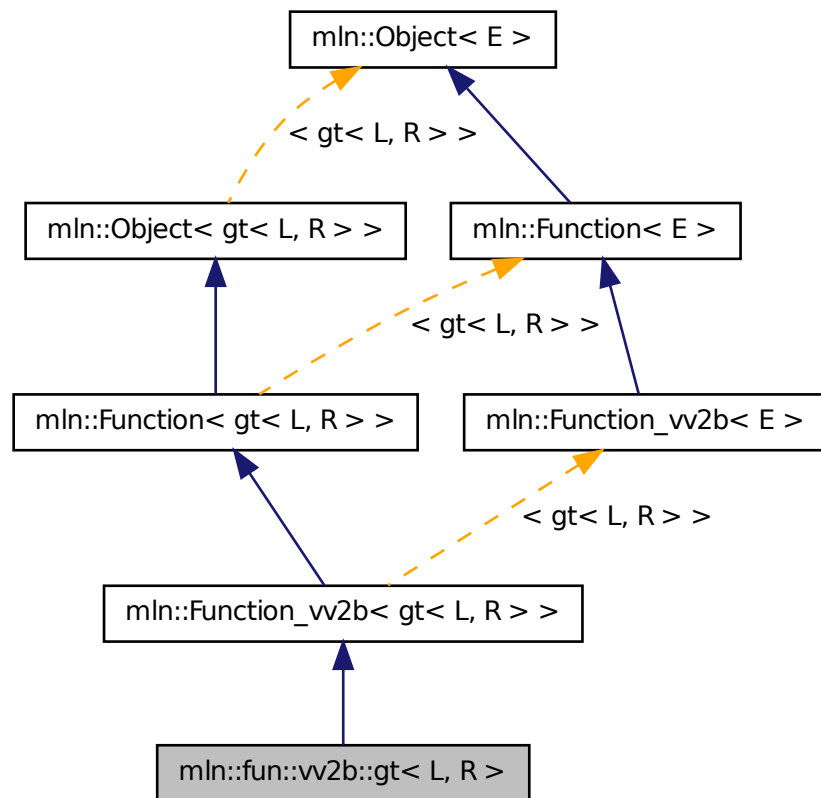 mln::Object< E >
< gt< L, R > >
mln::Object< gt< L, R > >
mln::Function< E >
< gt< L, R > >
mln::Function< gt< L, R > >
mln::Function_vv2b< E >
< gt< L, R > >
mln::Function_vv2b< gt< L, R > >
mln::fun::vv2b::gt< L, R >